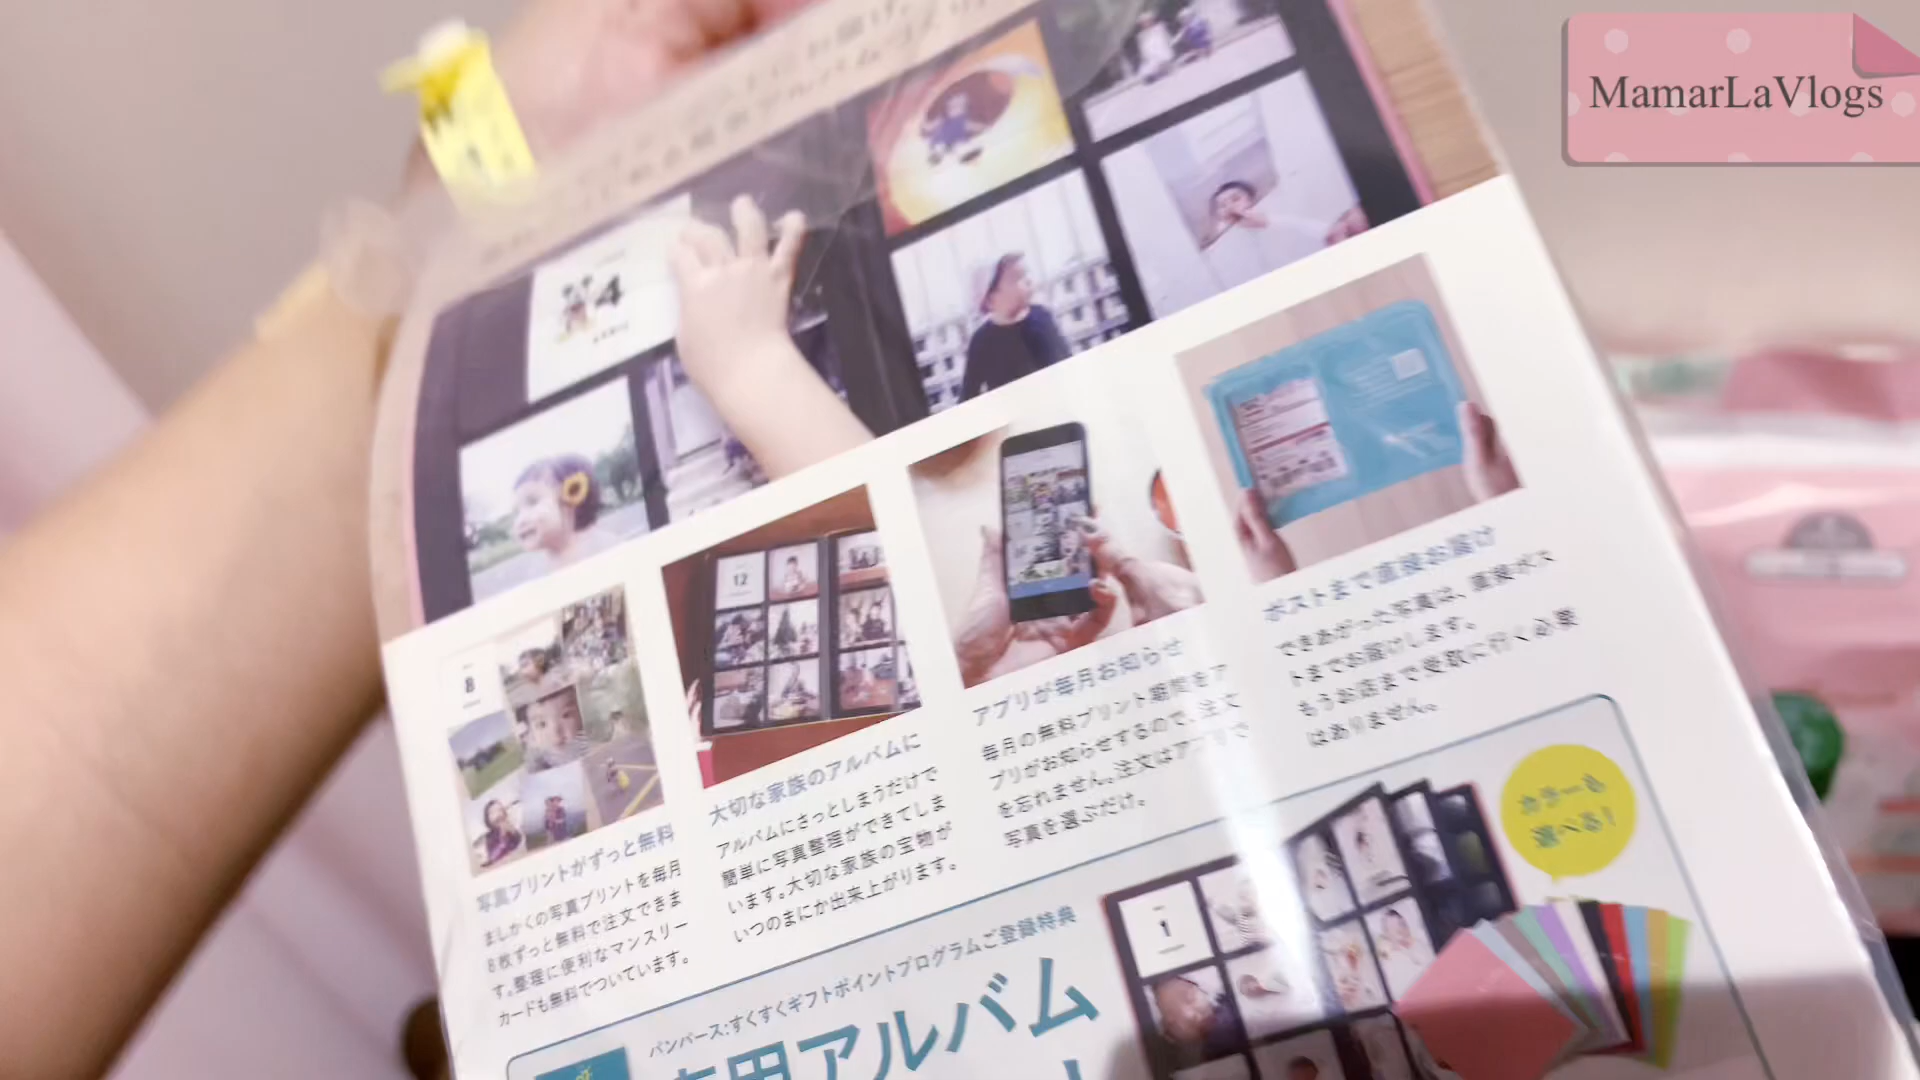 MamarLaVlogs
4
8
写真プリントがずっと無料
ましかくの写真プリントを毎月
8枚ずっと無料で注文できま
す。整理に便利なマンスリー
カードも無料でついています。
12
大切な家族のアルバムに
アルバムにさっとしまうだけで
簡単に写真整理ができてしま
います。大切な家族の宝物が
いつのまにか出来上がります。
アプリが毎月お知らせ
毎月の無料プリント期間をア
プリがお知らせするので、注文
を忘れません。注文はアプリで
写真を選ぶだけ。
ポストまで直接お届け
できあがった写真は、直接ポス
トまでお届けします。
もうお店まで受取に行く必要
はありません。
パンパース:すくすくギフトポイントプログラムご登録特典
専用アルバム
1